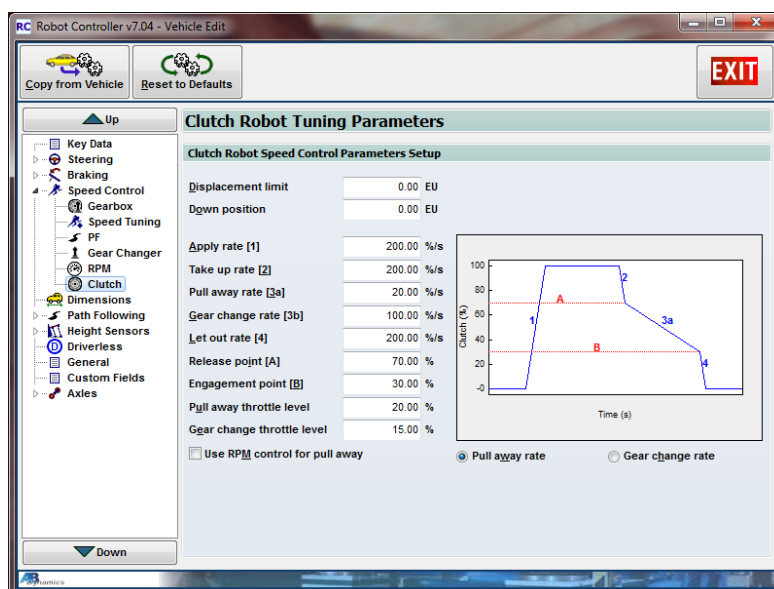 RC Robot Controller v7.04 - Vehicle Edit
Copy from Vehicle
Reset to Defaults
EXIT
Up
Key Data
Steering
Braking
Speed Control
Gearbox
Speed Tuning
PF
Gear Changer
RPM
Clutch
Dimensions
Path Following
Height Sensors
Driverless
General
Custom Fields
Axles
Down
Clutch Robot Tuning Parameters
Clutch Robot Speed Control Parameters Setup
Displacement limit 0.00 EU
Down position 0.00 EU
Apply rate [1] 200.00 %/s
Take up rate [2] 200.00 %/s
Pull away rate [3a] 20.00 %/s
Gear change rate [3b] 100.00 %/s
Let out rate [4] 200.00 %/s
Release point [A] 70.00 %
Engagement point [B] 30.00 %
Pull away throttle level 20.00 %
Gear change throttle level 15.00 %
Use RPM control for pull away
Clutch (%)
100
80
60
40
20
-0
1
2
A
3a
B
4
Time (s)
Pull away rate
Gear change rate
AB Dynamics